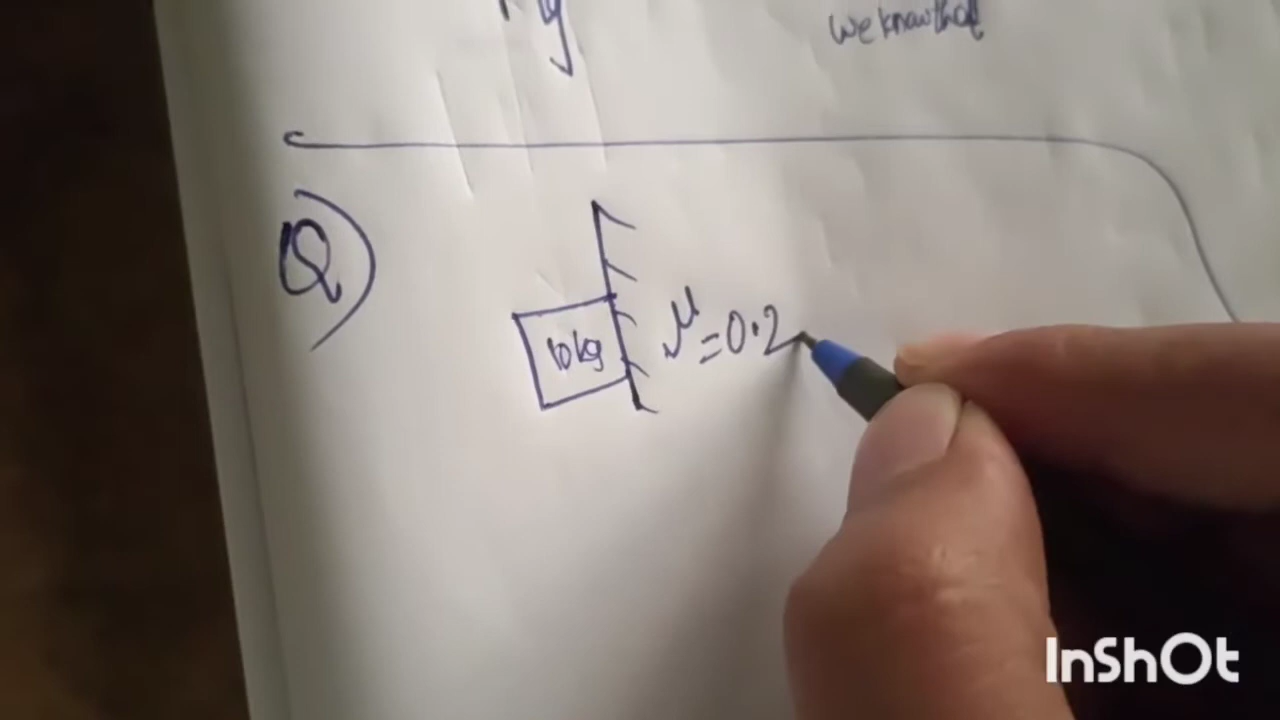 we know that
Q)
10kg
μ=0.2
InShOt